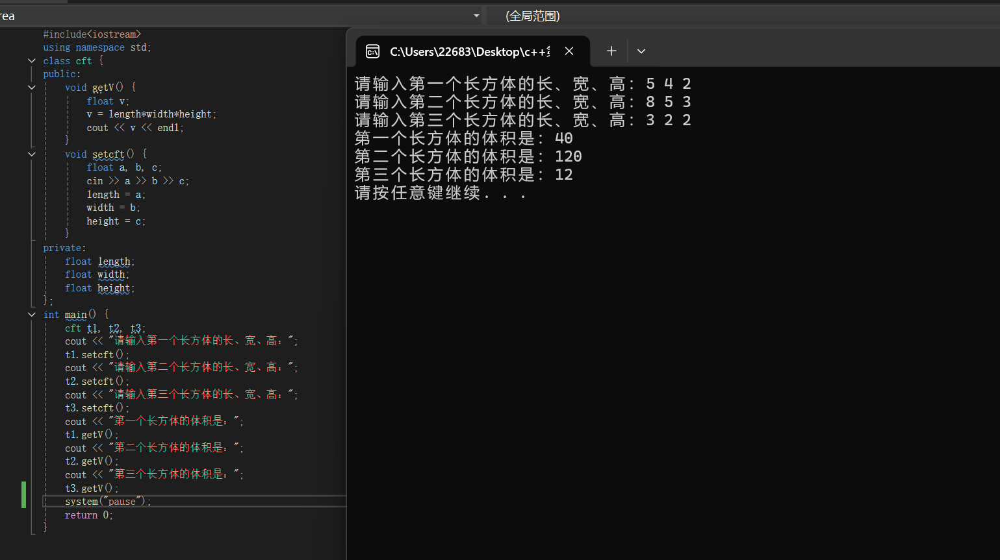 rea
(全局范围)
#include<iostream>
using namespace std;
class cft {
public:
void getV() {
float v;
v = length*width*height;
cout << v << endl;
}
void setcft() {
float a, b, c;
cin >> a >> b >> c;
length = a;
width = b;
height = c;
}
private:
float length;
float width;
float height;
};
int main() {
cft t1, t2, t3;
cout << "请输入第一个长方体的长、宽、高：";
t1.setcft();
cout << "请输入第二个长方体的长、宽、高：";
t2.setcft();
cout << "请输入第三个长方体的长、宽、高：";
t3.setcft();
cout << "第一个长方体的体积是：";
t1.getV();
cout << "第二个长方体的体积是：";
t2.getV();
cout << "第三个长方体的体积是：";
t3.getV();
system("pause");
return 0;
}
C:\Users\22683\Desktop\c++
请输入第一个长方体的长、宽、高：5 4 2
请输入第二个长方体的长、宽、高：8 5 3
请输入第三个长方体的长、宽、高：3 2 2
第一个长方体的体积是：40
第二个长方体的体积是：120
第三个长方体的体积是：12
请按任意键继续. . .